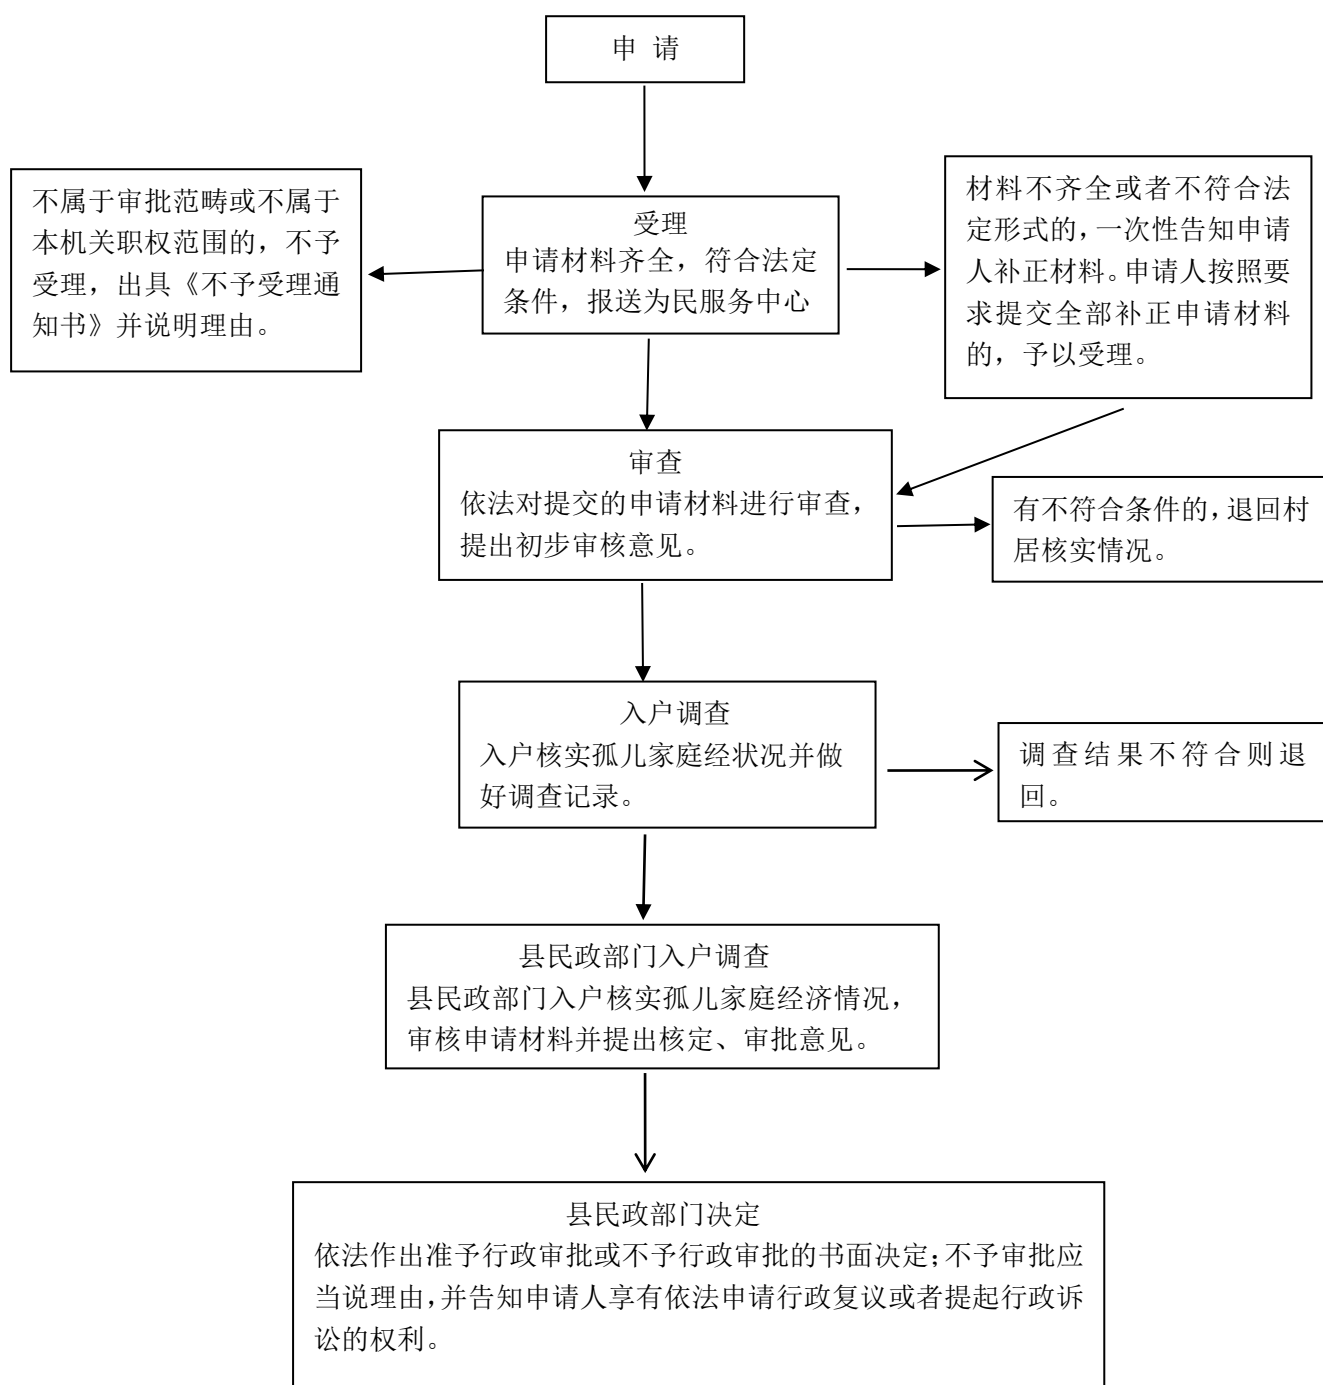 申 请
不属于审批范畴或不属于
本机关职权范围的，不予
受理，出具《不予受理通
知书》并说明理由。
受理
申请材料齐全，符合法定
条件，报送为民服务中心
材料不齐全或者不符合法
定形式的，一次性告知申请
人补正材料。申请人按照要
求提交全部补正申请材料
的，予以受理。
审查
依法对提交的申请材料进行审查，
提出初步审核意见。
有不符合条件的，退回村
居核实情况。
入户调查
入户核实孤儿家庭经状况并做
好调查记录。
调查结果不符合则退
回。
县民政部门入户调查
县民政部门入户核实孤儿家庭经济情况，
审核申请材料并提出核定、审批意见。
县民政部门决定
依法作出准予行政审批或不予行政审批的书面决定；不予审批应
当说理由，并告知申请人享有依法申请行政复议或者提起行政诉
讼的权利。